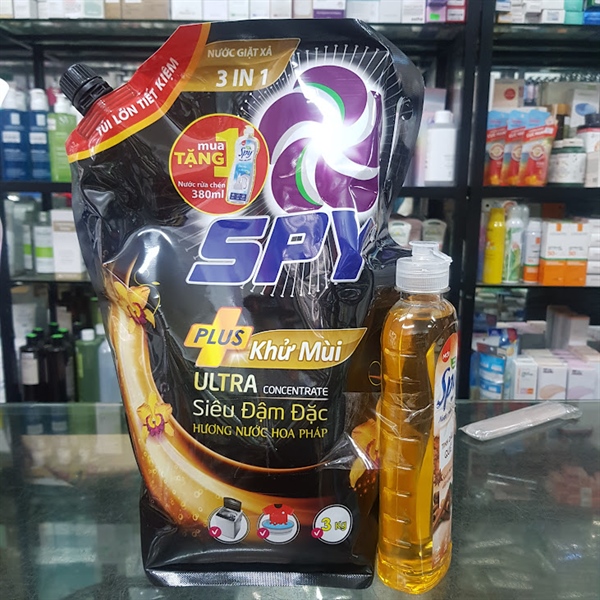 NƯỚC GIẶT XẢ
3 IN 1
TÚI LỚN TIẾT KIỆM
mua
TẶNG 1
Nước rửa chén
380ml
SPY
PLUS
Khử Mùi
ULTRA CONCENTRATE
Siêu Đậm Đặc
HƯƠNG NƯỚC HOA PHÁP
3 Kg
Spy